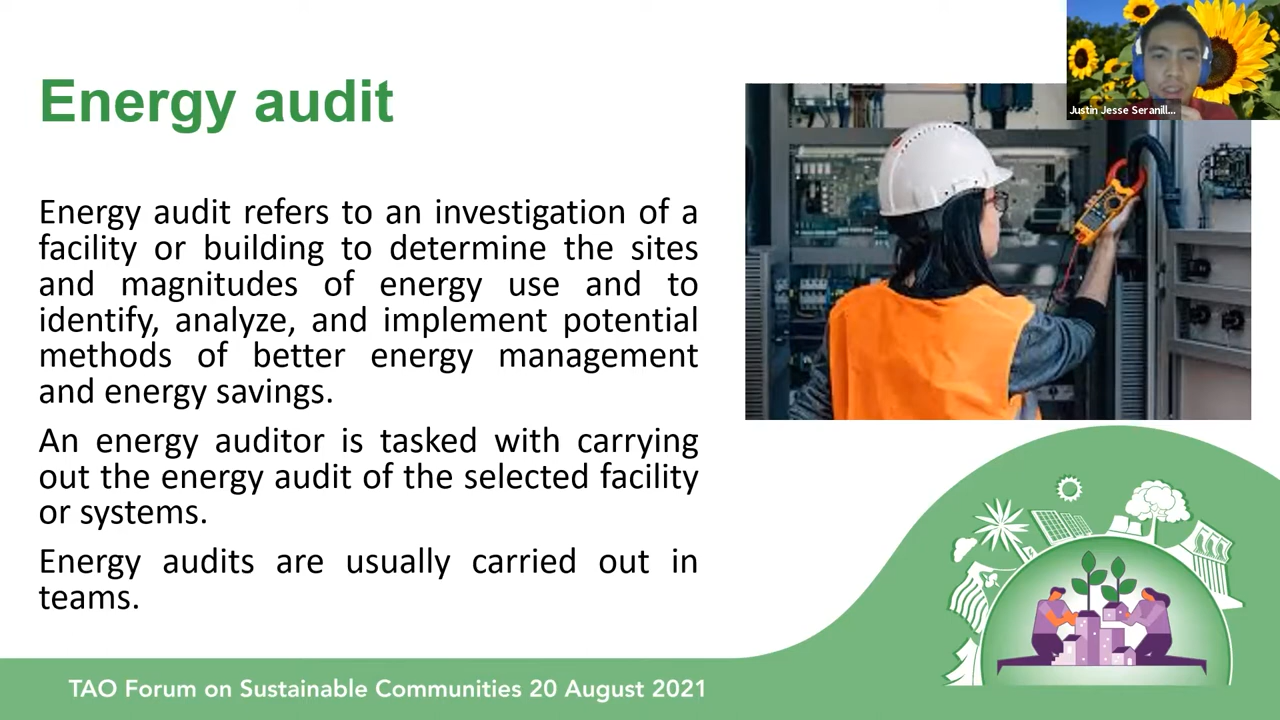 Energy audit
Justin Jesse Seranill...
Energy audit refers to an investigation of a
facility or building to determine the sites
and magnitudes of energy use and to
identify, analyze, and implement potential
methods of better energy management
and energy savings.
An energy auditor is tasked with carrying
out the energy audit of the selected facility
or systems.
Energy audits are usually carried out in
teams.
TAO Forum on Sustainable Communities 20 August 2021